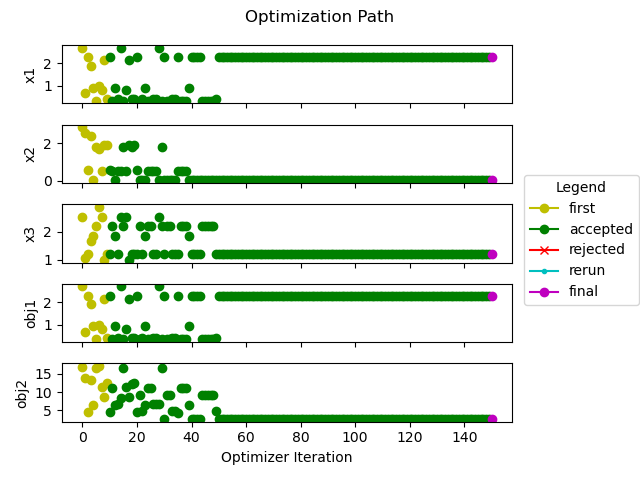 Optimization Path
x1
2
1
x2
2
0
x3
2
1
obj1
2
1
obj2
15
10
5
0 20 40 60 80 100 120 140
Optimizer Iteration
Legend
first
accepted
rejected
rerun
final